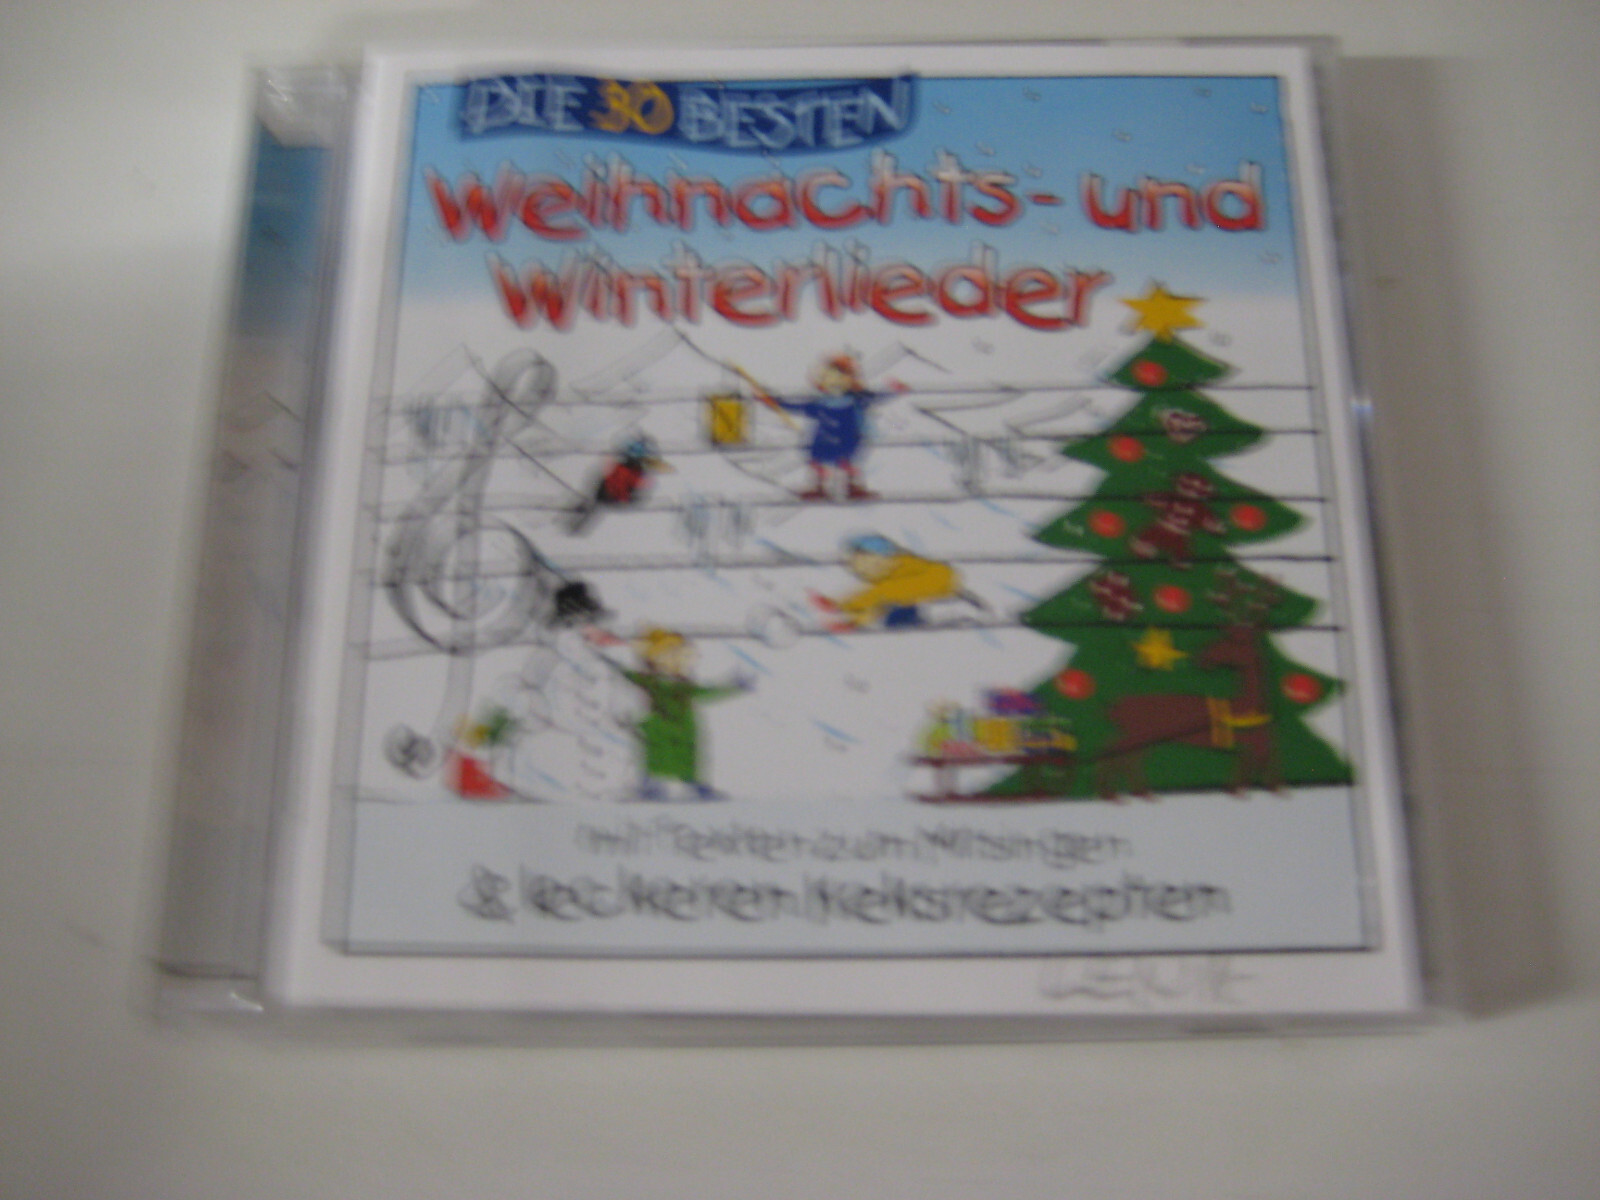 DIE 30 BESTEN
Weihnachts- und
Winterlieder
mit Texten zum Mitsingen
& leckeren Keksrezepten